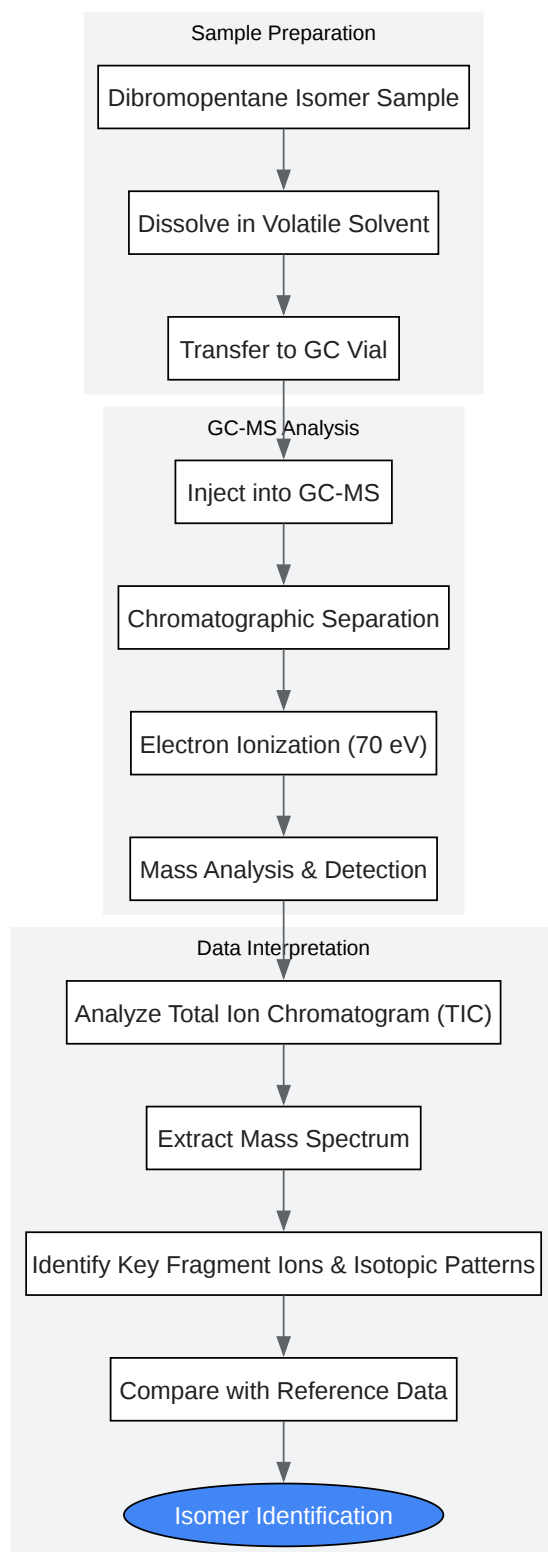 Sample Preparation
Dibromopentane Isomer Sample
Dissolve in Volatile Solvent
Transfer to GC Vial
GC-MS Analysis
Inject into GC-MS
Chromatographic Separation
Electron Ionization (70 eV)
Mass Analysis & Detection
Data Interpretation
Analyze Total Ion Chromatogram (TIC)
Extract Mass Spectrum
Identify Key Fragment Ions & Isotopic Patterns
Compare with Reference Data
Isomer Identification